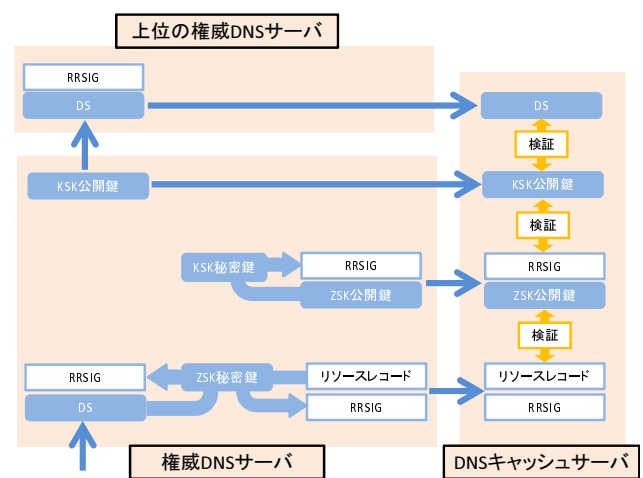 上位の権威DNSサーバ
RRSIG
DS
DS
検証
KSK公開鍵
KSK公開鍵
検証
KSK秘密鍵
RRSIG
RRSIG
ZSK公開鍵
ZSK公開鍵
検証
RRSIG
ZSK秘密鍵
リソースレコード
リソースレコード
DS
RRSIG
RRSIG
権威DNSサーバ
DNSキャッシュサーバ